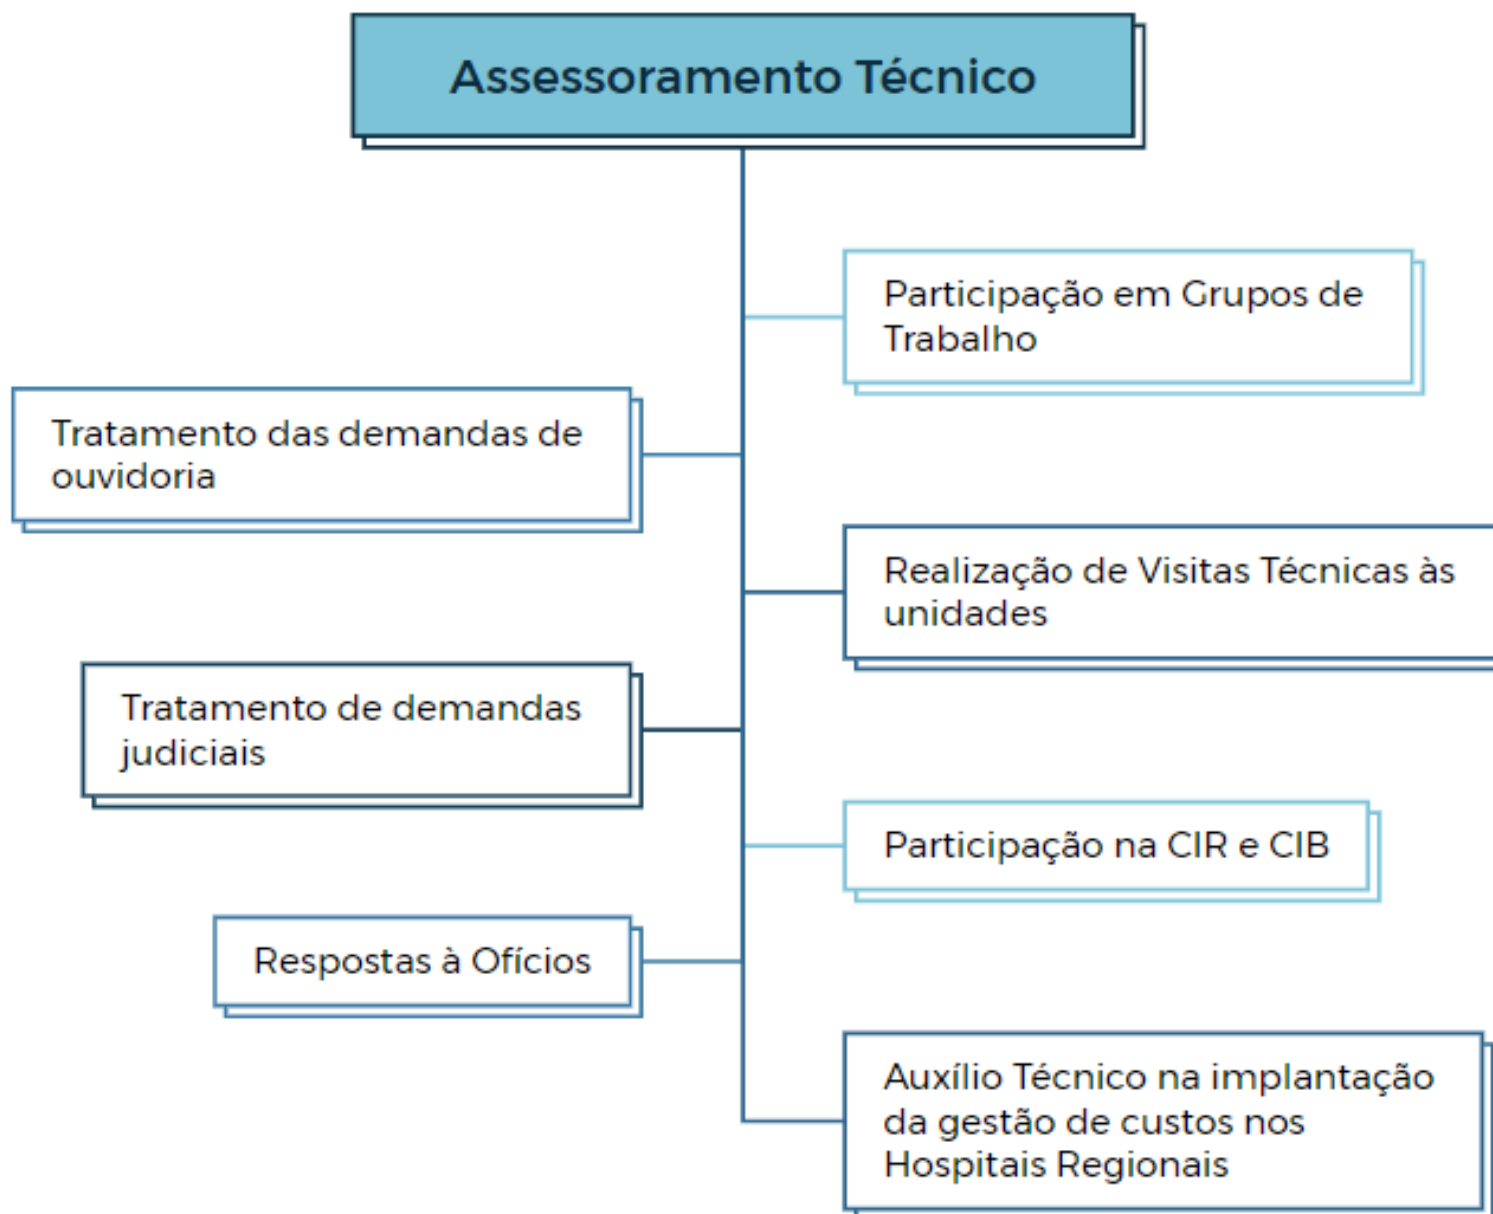 Assessoramento Técnico
Participação em Grupos de
Trabalho
Tratamento das demandas de
ouvidoria
Realização de Visitas Técnicas às
unidades
Tratamento de demandas
judiciais
Participação na CIR e CIB
Respostas à Ofícios
Auxílio Técnico na implantação
da gestão de custos nos
Hospitais Regionais